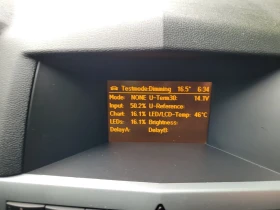 Testmode:Dimming 16.5° 6:34
Mode: NONE U-Term30: 14.1V
Input: 50.2% U-Reference:
Chart: 16.1% LED/LCD-Temp: 46°C
LEDs: 16.1% Brightness:
DelayA: DelayB: